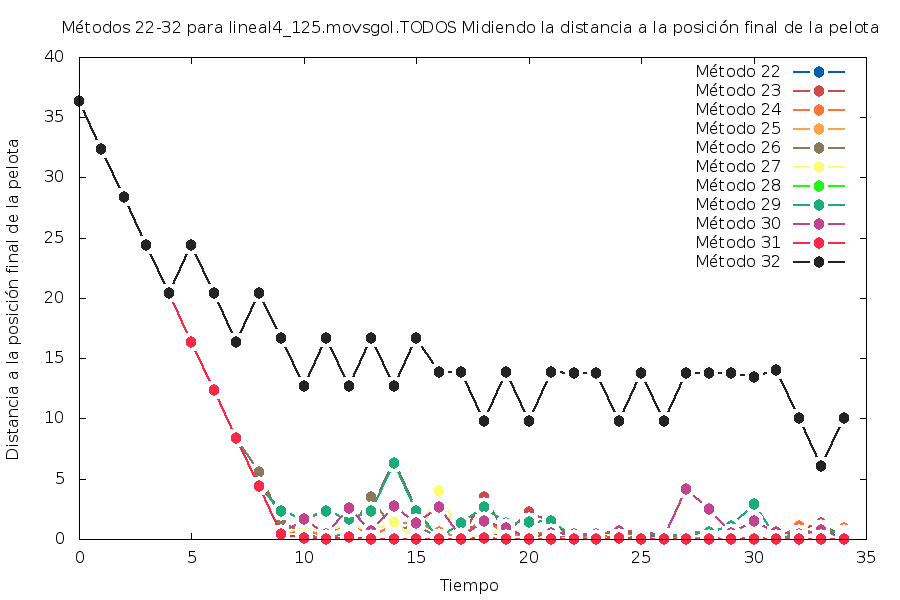 Métodos 22-32 para lineal4_125.movsgol.TODOS Midiendo la distancia a la posición final de la pelota
40
35
30
25
20
15
10
5
0
Distancia a la posición final de la pelota
Método 22
Método 23
Método 24
Método 25
Método 26
Método 27
Método 28
Método 29
Método 30
Método 31
Método 32
0 5 10 15 20 25 30 35
Tiempo